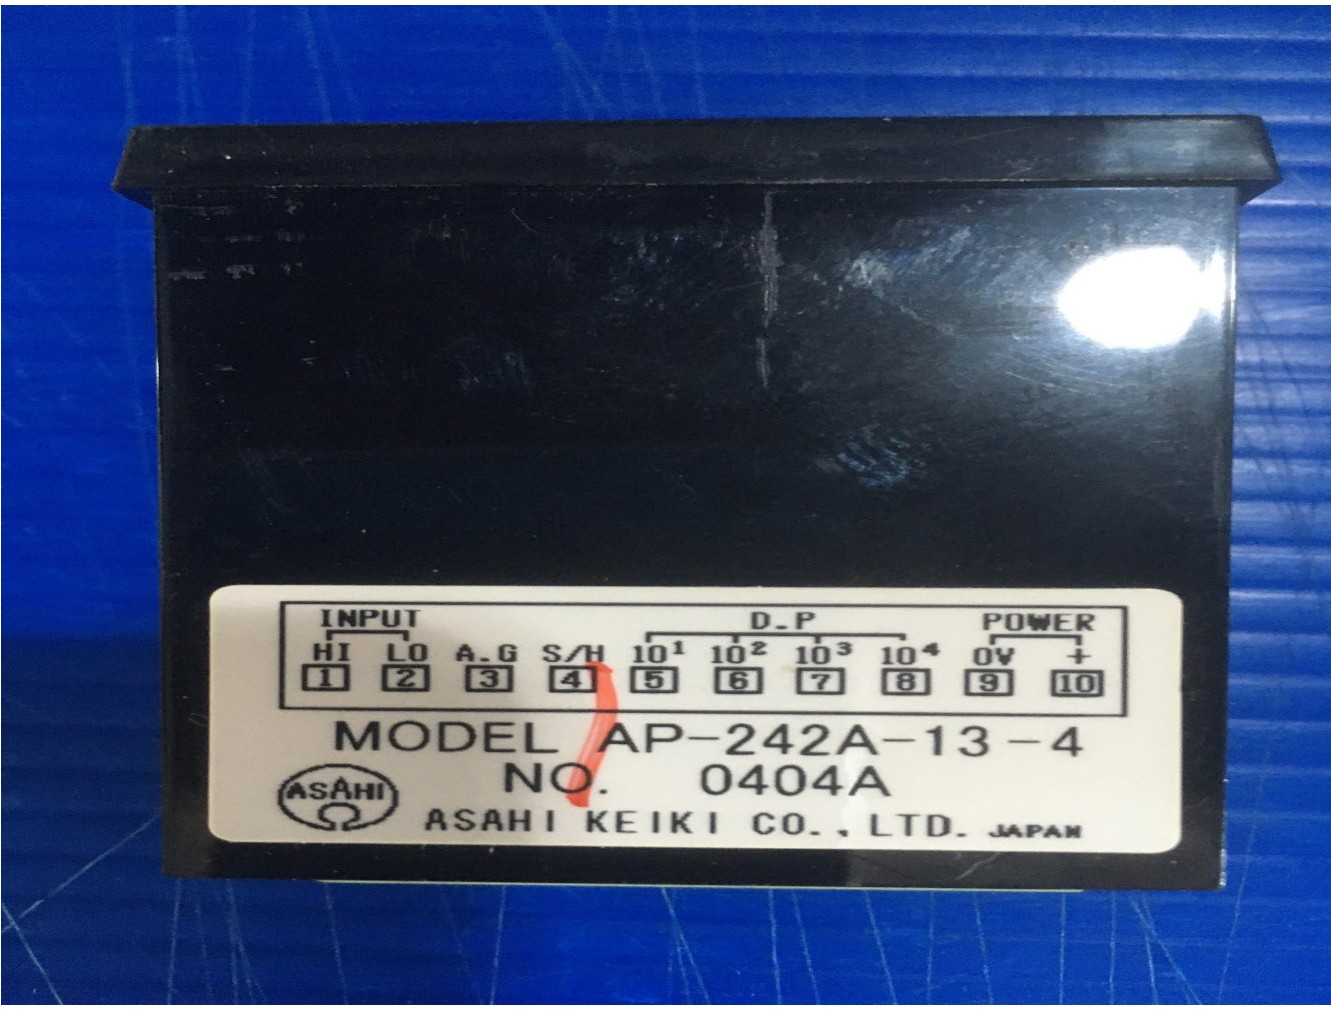 INPUT D.P POWER
HI LO A.G S/H 10¹ 10² 10³ 10⁴ 0V +
1 2 3 4 5 6 7 8 9 10
MODEL AP-242A-13-4
NO. 0404A
ASAHI
ASAHI KEIKI CO.,LTD. JAPAN